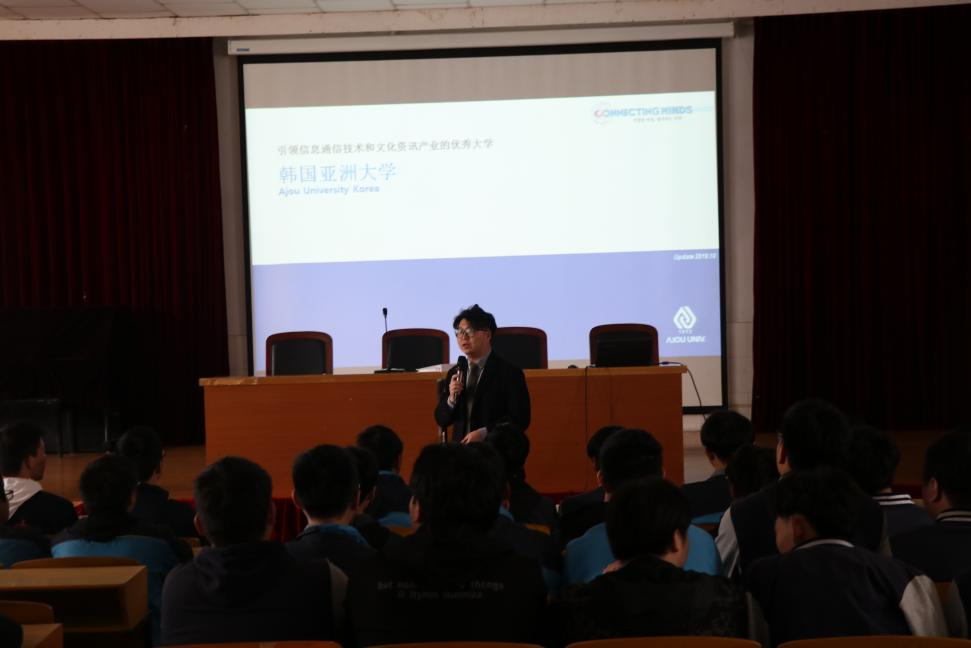 CONNECTING MINDS
引领信息通信技术和文化资讯产业的优秀大学
韩国亚洲大学
Ajou University Korea
Update 2019.10
AJOU UNIV.